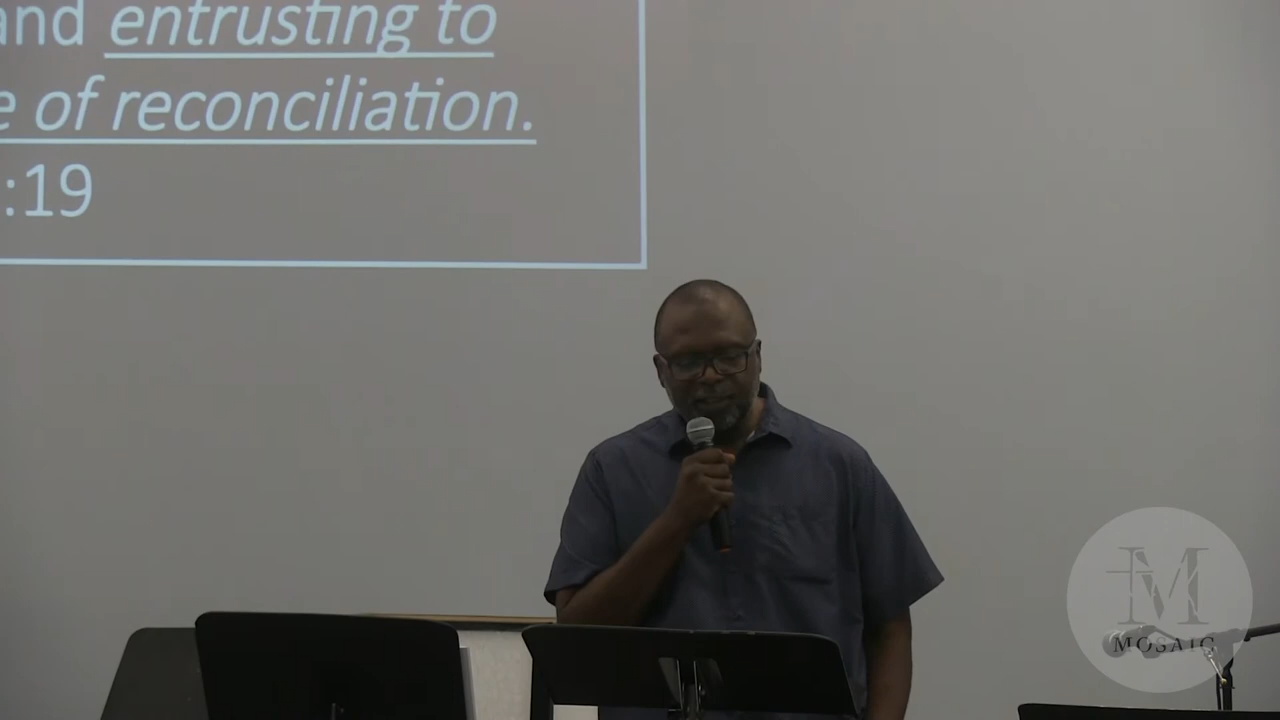 and entrusting to
e of reconciliation.
:19
M
MOSAIC